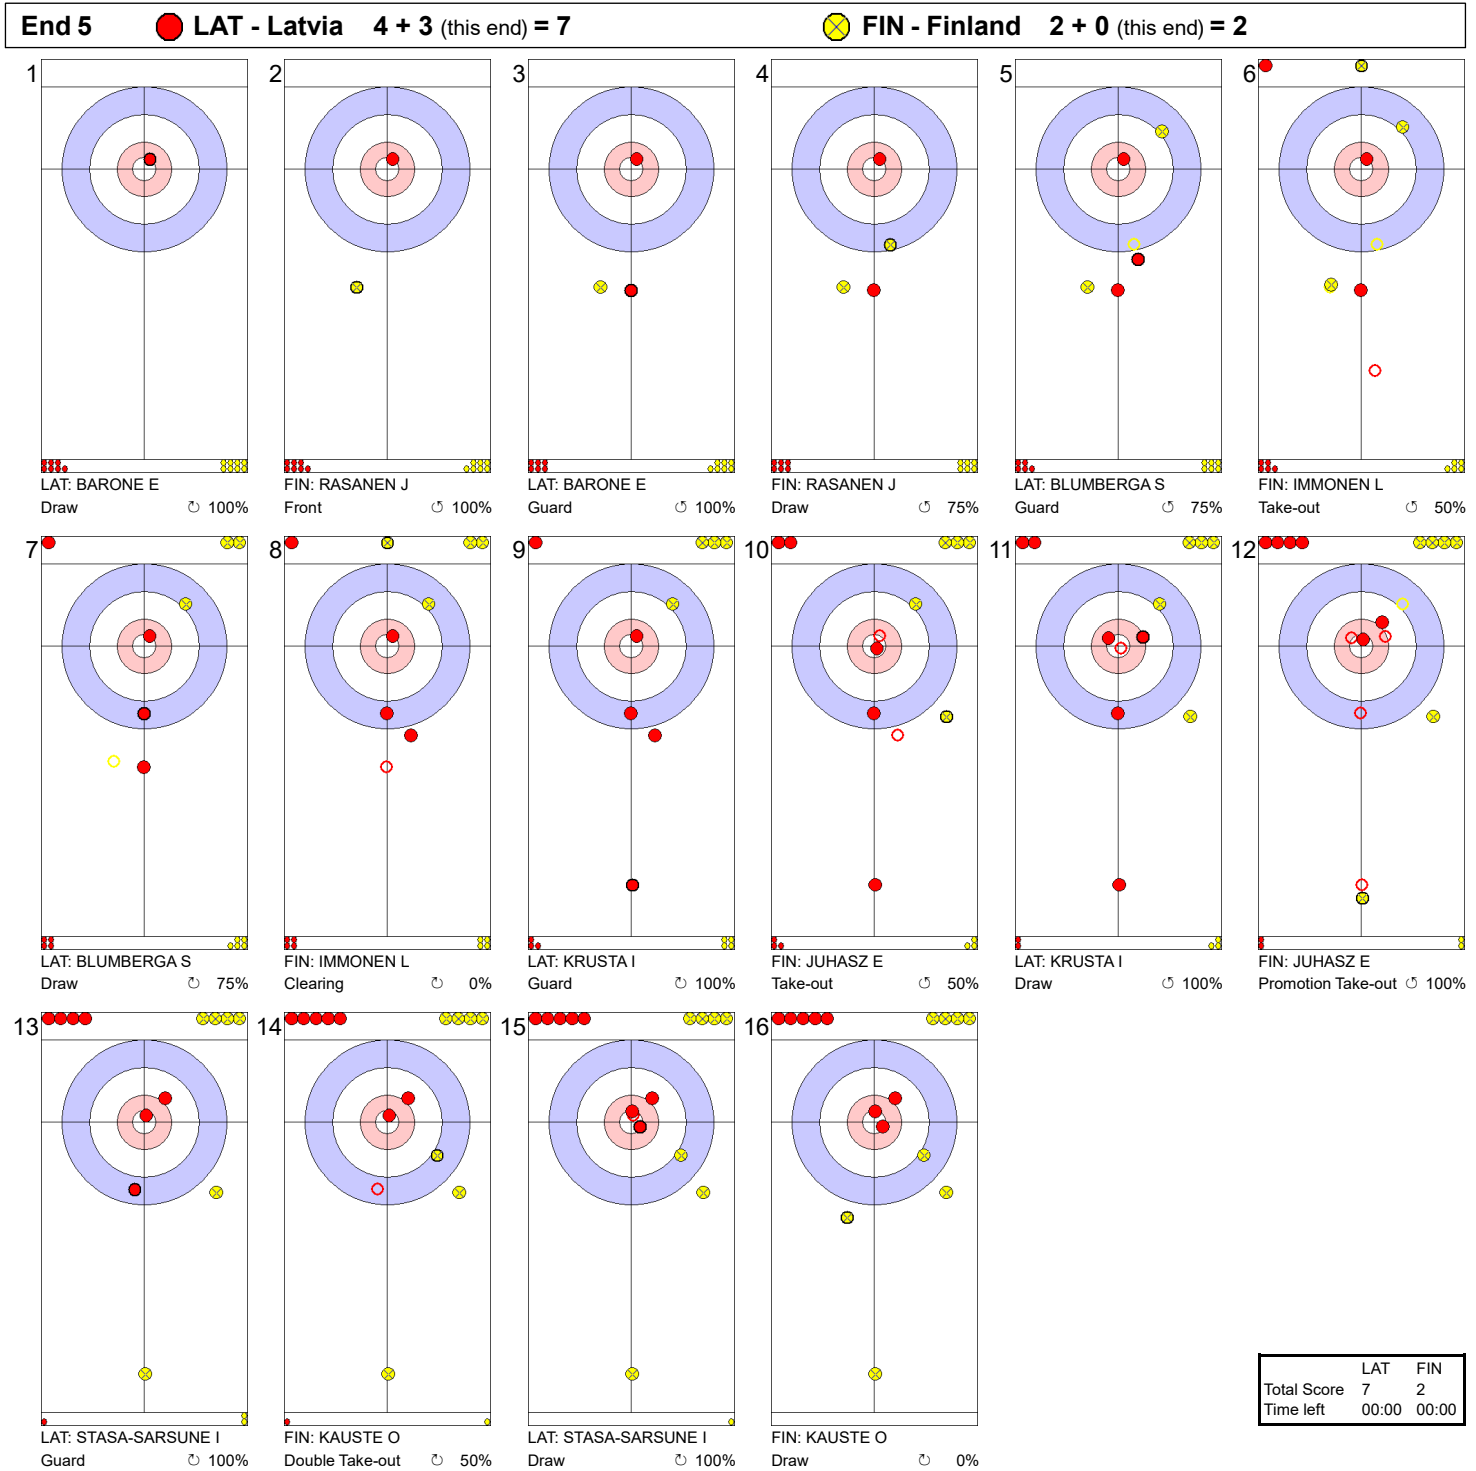 End 5 LAT - Latvia 4 + 3 (this end) = 7 FIN - Finland 2 + 0 (this end) = 2
1 2 3 4 5 6
LAT: BARONE E FIN: RASANEN J LAT: BARONE E FIN: RASANEN J LAT: BLUMBERGA S FIN: IMMONEN L
Draw ↻ 100% Front ↺ 100% Guard ↻ 100% Draw ↺ 75% Guard ↻ 75% Take-out ↺ 50%
7 8 9 10 11 12
LAT: BLUMBERGA S FIN: IMMONEN L LAT: KRUSTA I FIN: JUHASZ E LAT: KRUSTA I FIN: JUHASZ E
Draw ↻ 75% Clearing ↻ 0% Guard ↻ 100% Take-out ↺ 50% Draw ↺ 100% Promotion Take-out ↺ 100%
13 14 15 16
LAT: STASA-SARSUNE I FIN: KAUSTE O LAT: STASA-SARSUNE I FIN: KAUSTE O
Guard ↻ 100% Double Take-out ↺ 50% Draw ↻ 100% Draw ↻ 0%
LAT FIN
Total Score 7 2
Time left 00:00 00:00